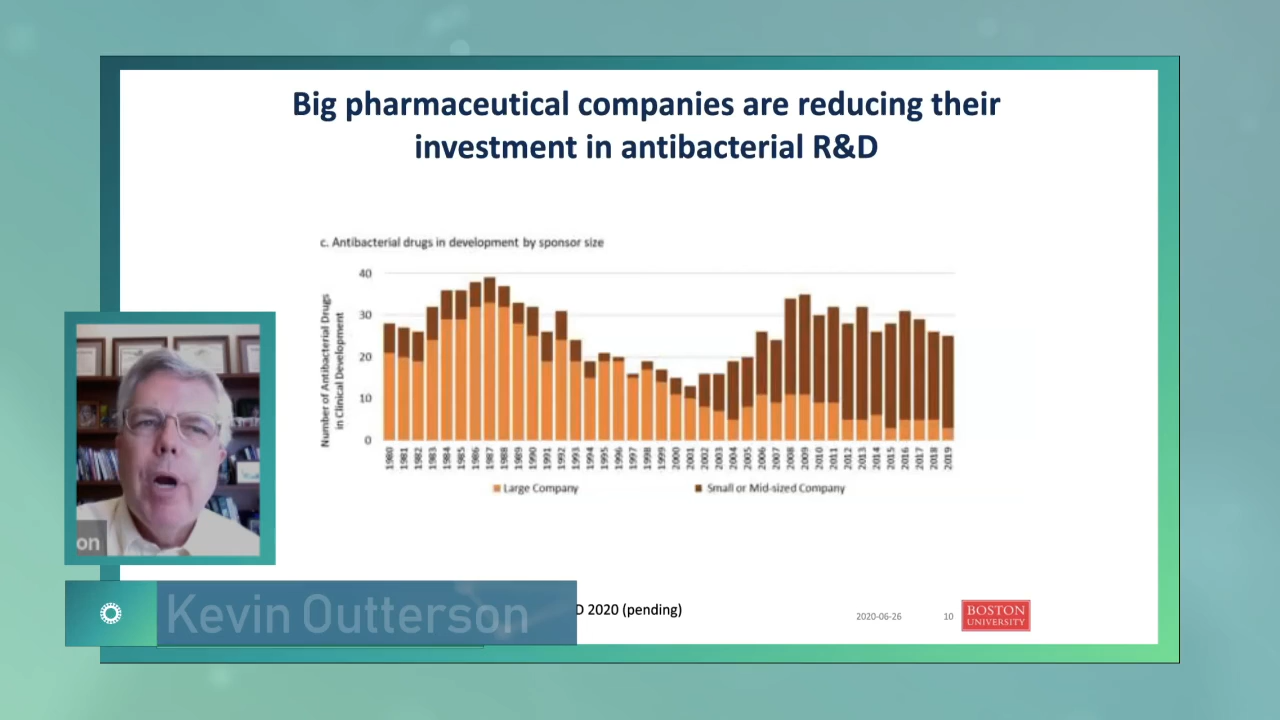 Big pharmaceutical companies are reducing their
investment in antibacterial R&D
c. Antibacterial drugs in development by sponsor size
Number of Antibacterial Drugs
in Clinical Development
40
30
20
10
0
1980 1981 1982 1983 1984 1985 1986 1987 1988 1989 1990 1991 1992 1993 1994 1995 1996 1997 1998 1999 2000 2001 2002 2003 2004 2005 2006 2007 2008 2009 2010 2011 2012 2013 2014 2015 2016 2017 2018 2019
Large Company Small or Mid-sized Company
on
Kevin Outterson
D 2020 (pending)
2020-06-26 10
BOSTON
UNIVERSITY